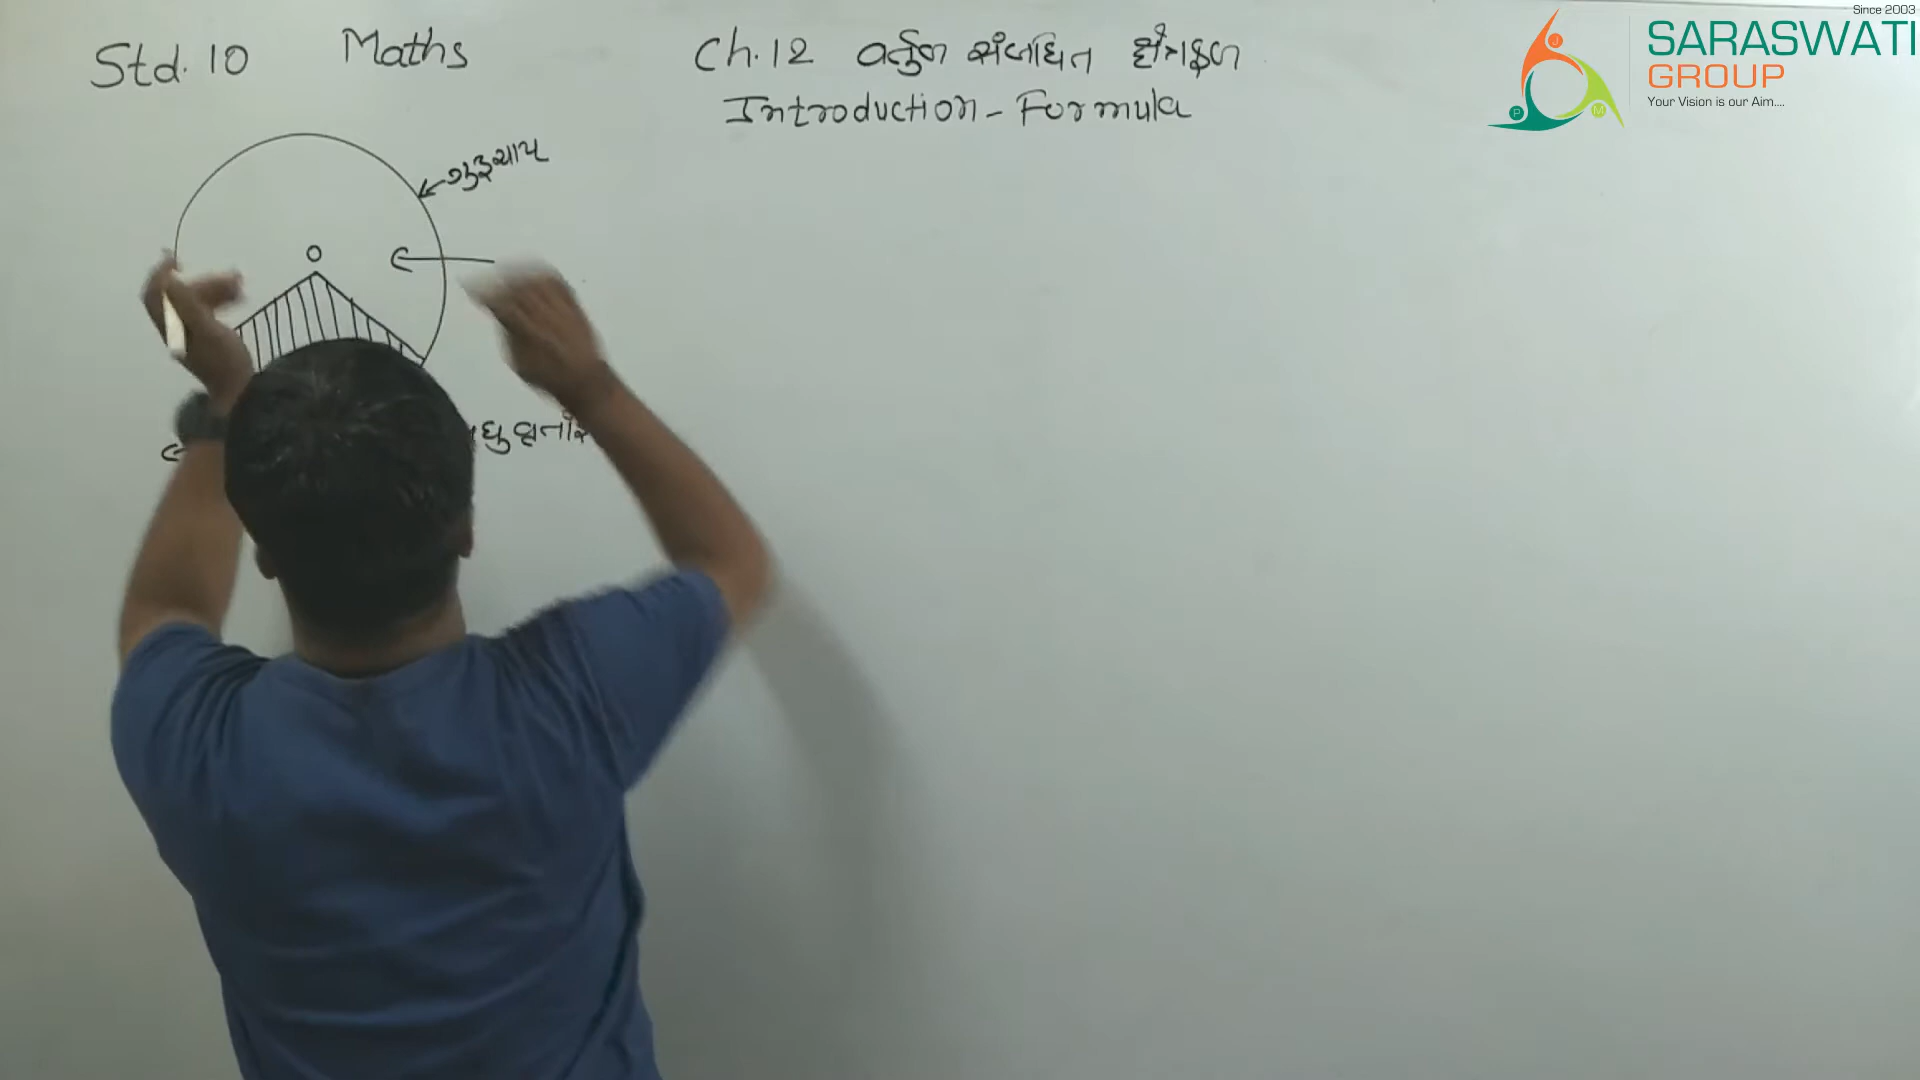 Std. 10 Maths Ch. 12 વર્તુળ સંબંધિત ક્ષેત્રફળ
Introduction - Formula
ગુરુચાપ
O
Since 2003
SARASWATI
GROUP
Your Vision is our Aim....
J
P
M